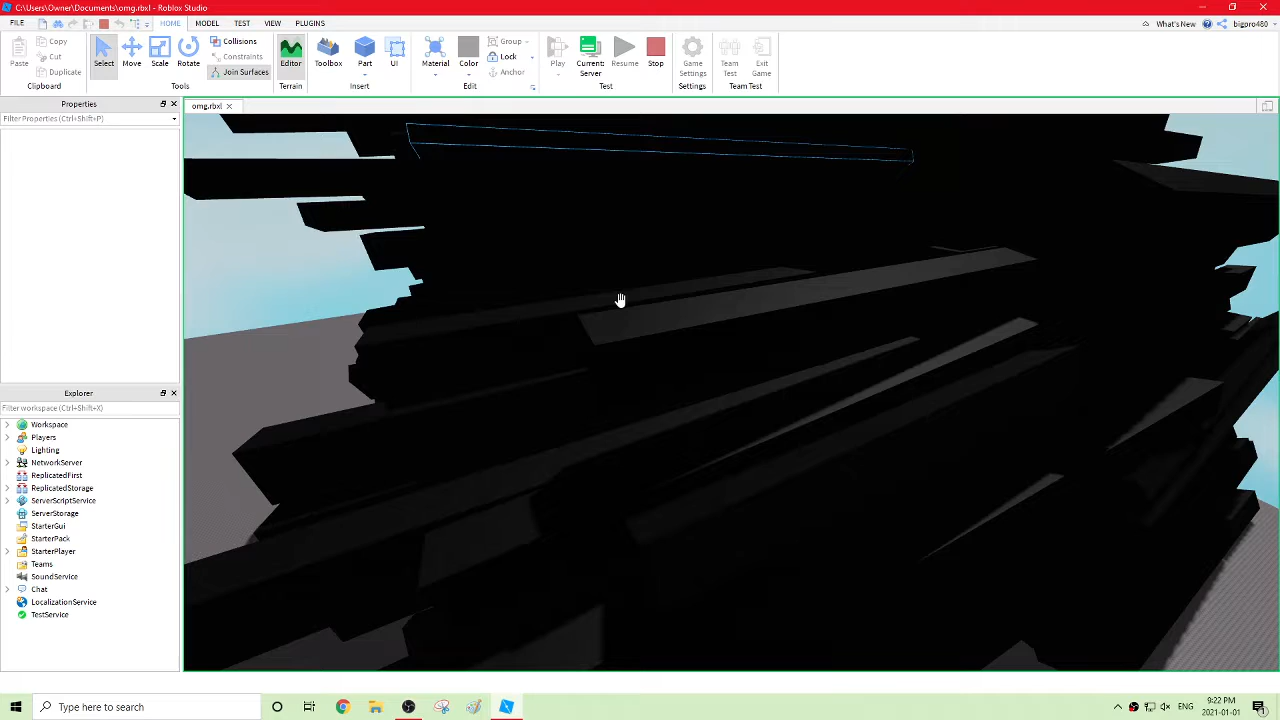 C:\Users\Owner\Documents\omg.rbxl - Roblox Studio
FILE HOME MODEL TEST VIEW PLUGINS
What's New bigpro480
Paste Copy Cut Duplicate
Clipboard
Select Move Scale Rotate
Collisions
Constraints
Join Surfaces
Tools
Editor
Terrain
Toolbox Part UI
Insert
Material Color
Group
Lock
Anchor
Edit
Play Current: Server Resume Stop
Test
Game Settings
Settings
Team Test Exit Game
Team Test
Properties
omg.rbxl
Filter Properties (Ctrl+Shift+P)
Explorer
Filter workspace (Ctrl+Shift+X)
Workspace
Players
Lighting
NetworkServer
ReplicatedFirst
ReplicatedStorage
ServerScriptService
ServerStorage
StarterGui
StarterPack
StarterPlayer
Teams
SoundService
Chat
LocalizationService
TestService
Type here to search
ENG
9:22 PM
2021-01-01
1